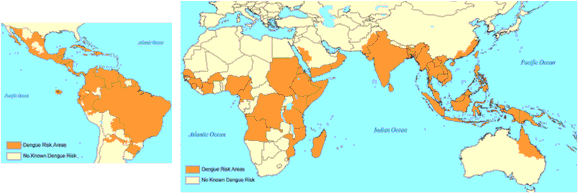 Atlantic Ocean
Pacific Ocean
Dengue Risk Areas
No Known Dengue Risk
Pacific Ocean
Atlantic Ocean
Indian Ocean
Dengue Risk Areas
No Known Dengue Risk